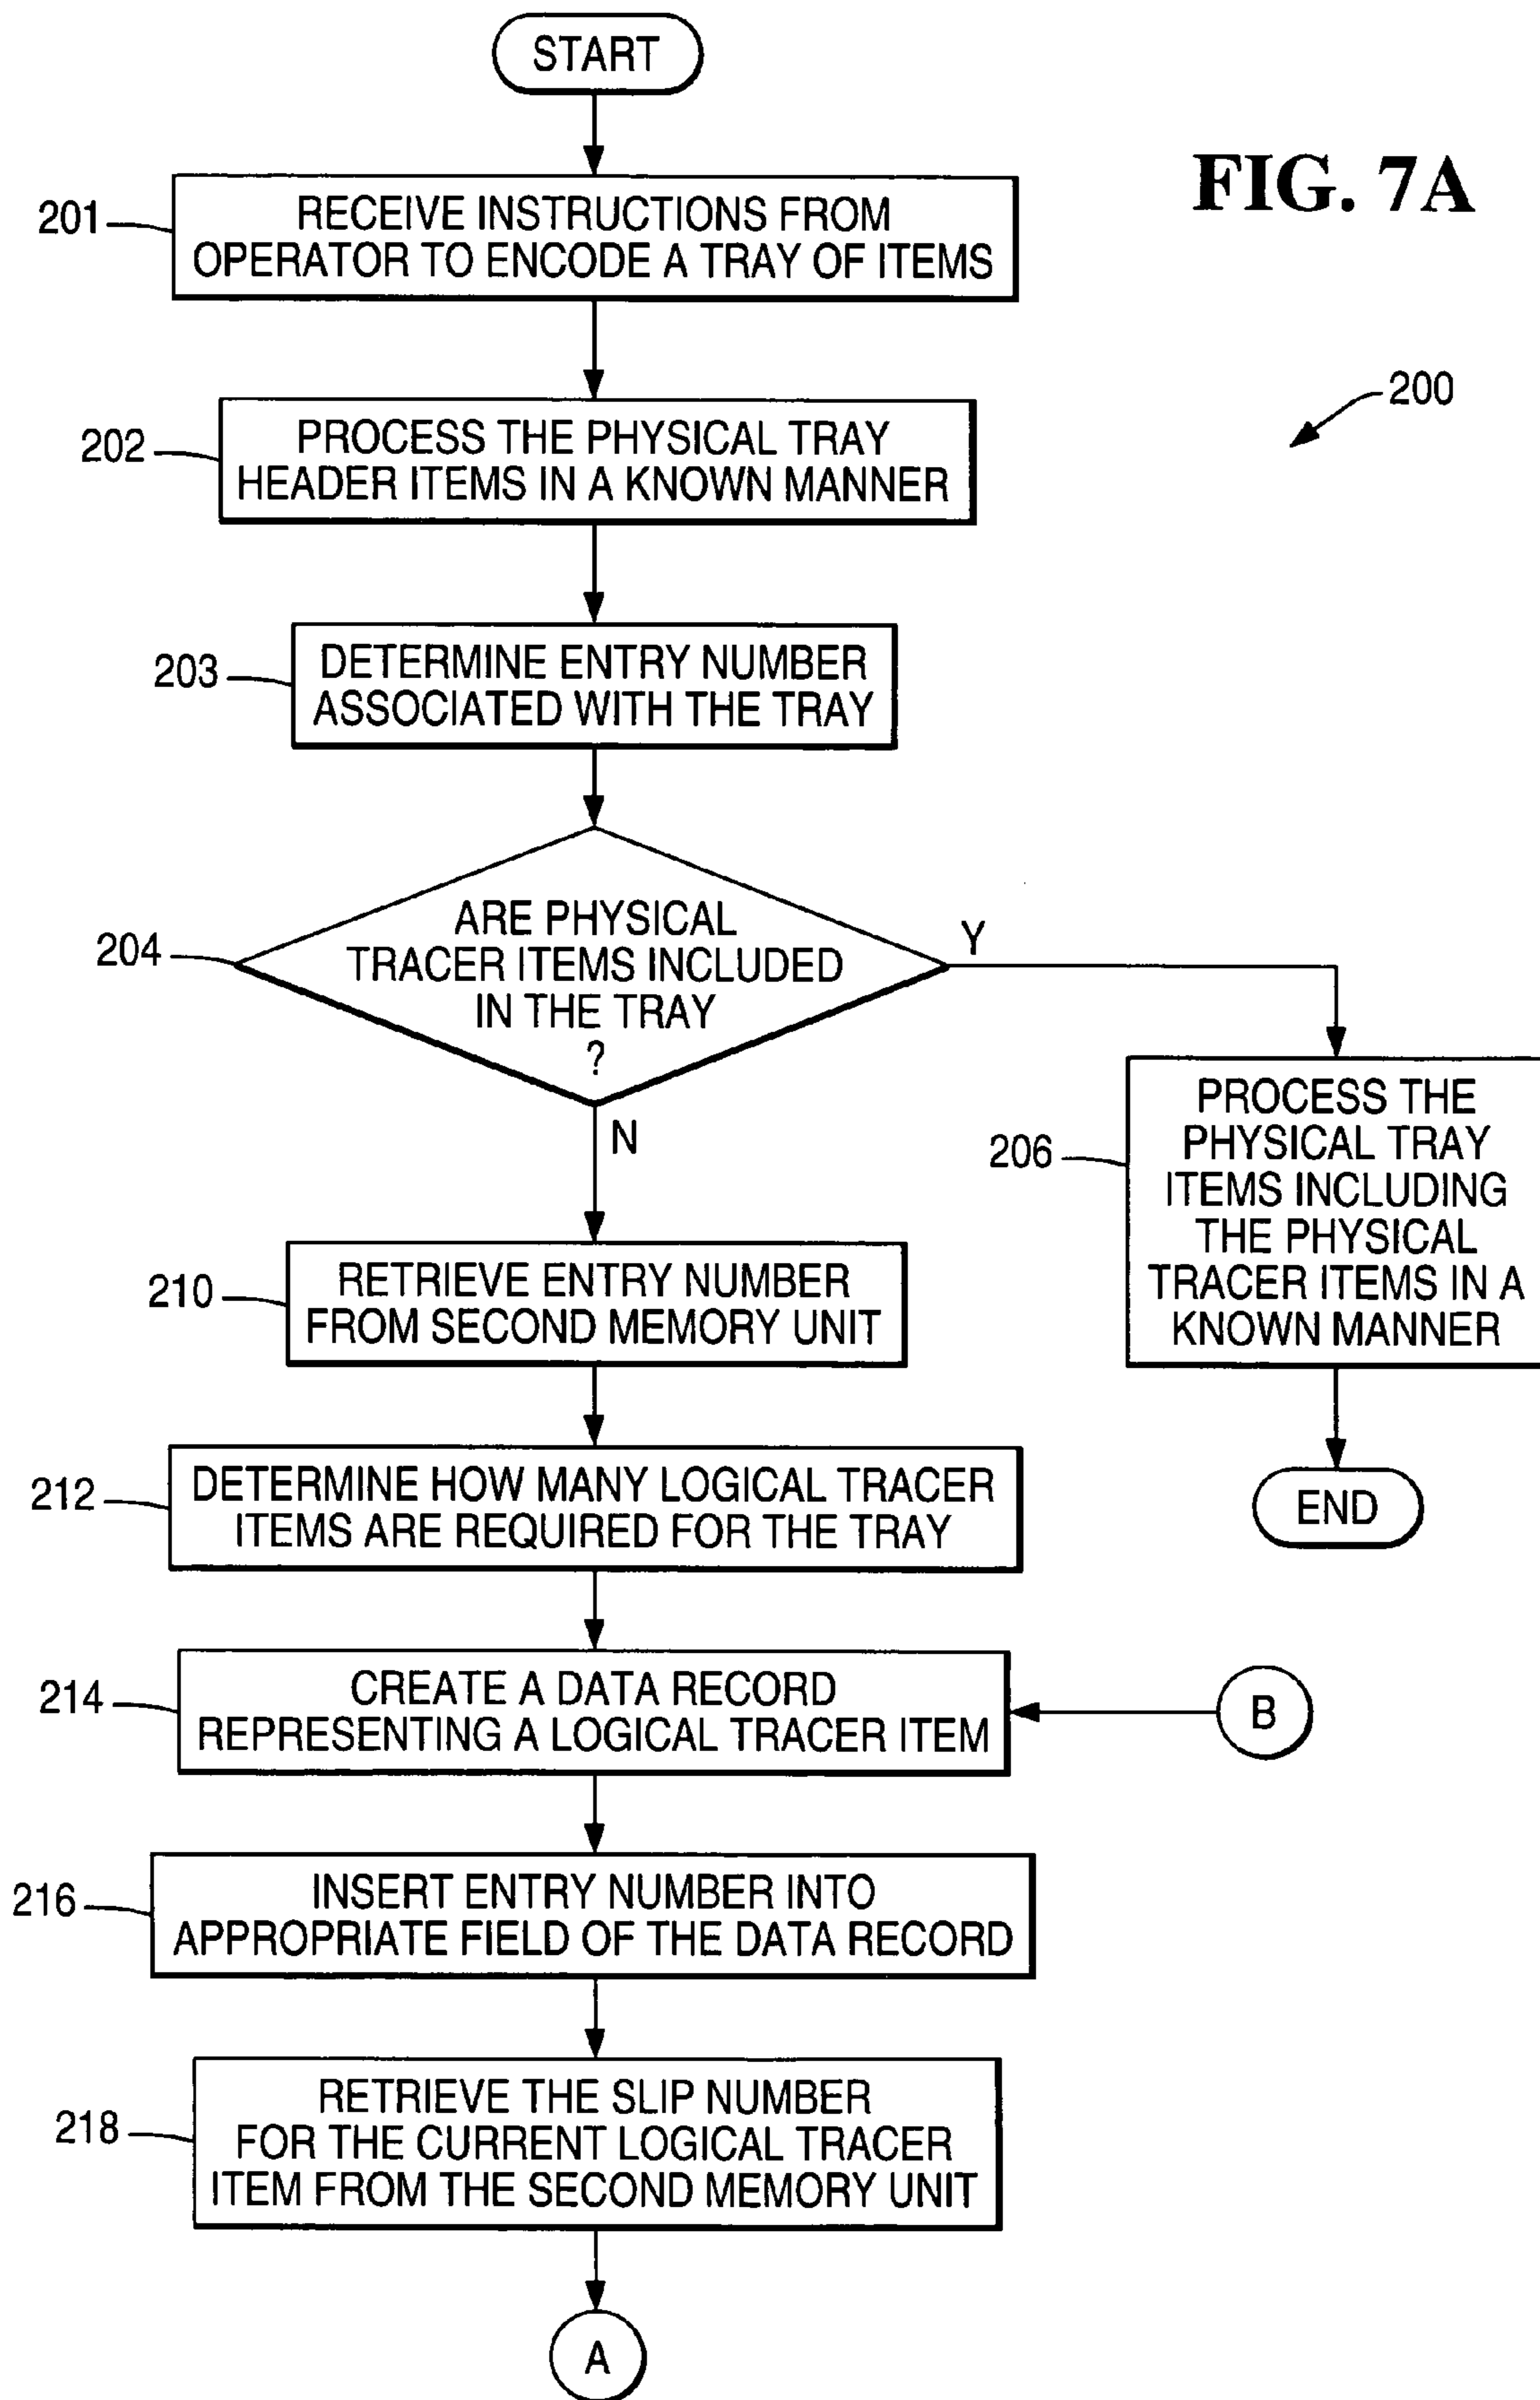 START
FIG. 7A
201
RECEIVE INSTRUCTIONS FROM
OPERATOR TO ENCODE A TRAY OF ITEMS
200
202
PROCESS THE PHYSICAL TRAY
HEADER ITEMS IN A KNOWN MANNER
203
DETERMINE ENTRY NUMBER
ASSOCIATED WITH THE TRAY
204
ARE PHYSICAL
TRACER ITEMS INCLUDED
IN THE TRAY
?
Y
N
206
PROCESS THE
PHYSICAL TRAY
ITEMS INCLUDING
THE PHYSICAL
TRACER ITEMS IN A
KNOWN MANNER
END
210
RETRIEVE ENTRY NUMBER
FROM SECOND MEMORY UNIT
212
DETERMINE HOW MANY LOGICAL TRACER
ITEMS ARE REQUIRED FOR THE TRAY
214
CREATE A DATA RECORD
REPRESENTING A LOGICAL TRACER ITEM
B
216
INSERT ENTRY NUMBER INTO
APPROPRIATE FIELD OF THE DATA RECORD
218
RETRIEVE THE SLIP NUMBER
FOR THE CURRENT LOGICAL TRACER
ITEM FROM THE SECOND MEMORY UNIT
A